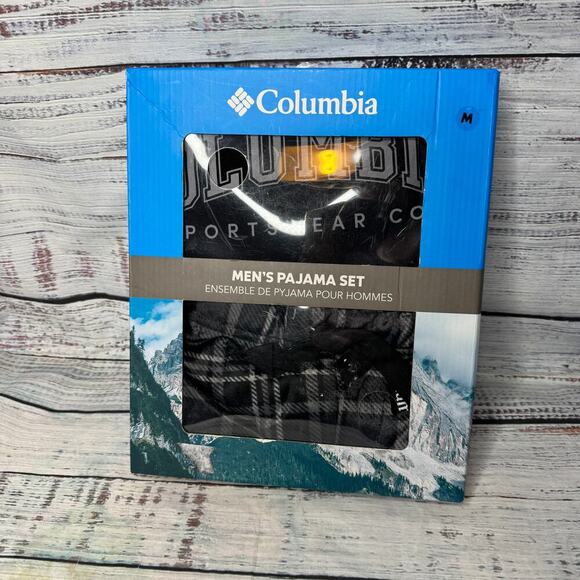 Columbia
M
OLUMBI
PORTSWEAR CO
MEN'S PAJAMA SET
ENSEMBLE DE PYJAMA POUR HOMMES